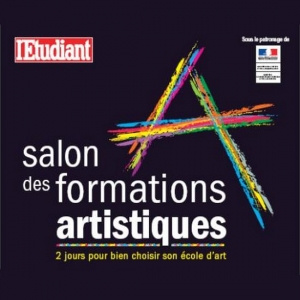 l'Etudiant
Sous le patronage de
salon
des formations
artistiques
2 jours pour bien choisir son école d'art